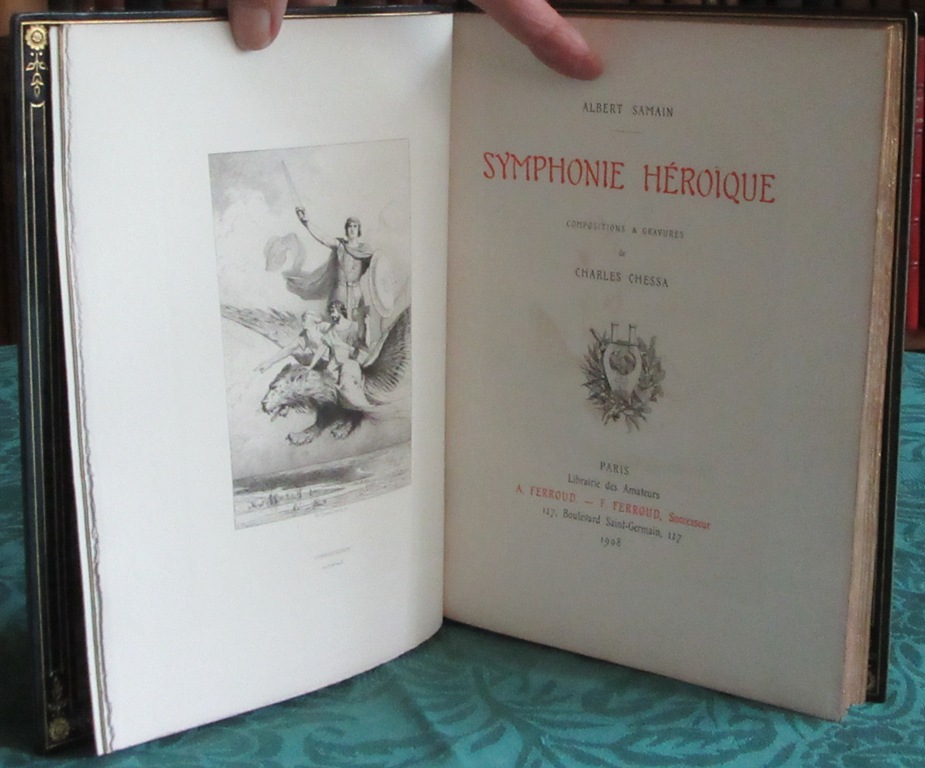 ALBERT SAMAIN
SYMPHONIE HÉROÏQUE
COMPOSITIONS & GRAVURES
de
CHARLES CHESSA
PARIS
Librairie des Amateurs
A. FERROUD. — F. FERROUD, Successeur
127, Boulevard Saint-Germain, 127
1908